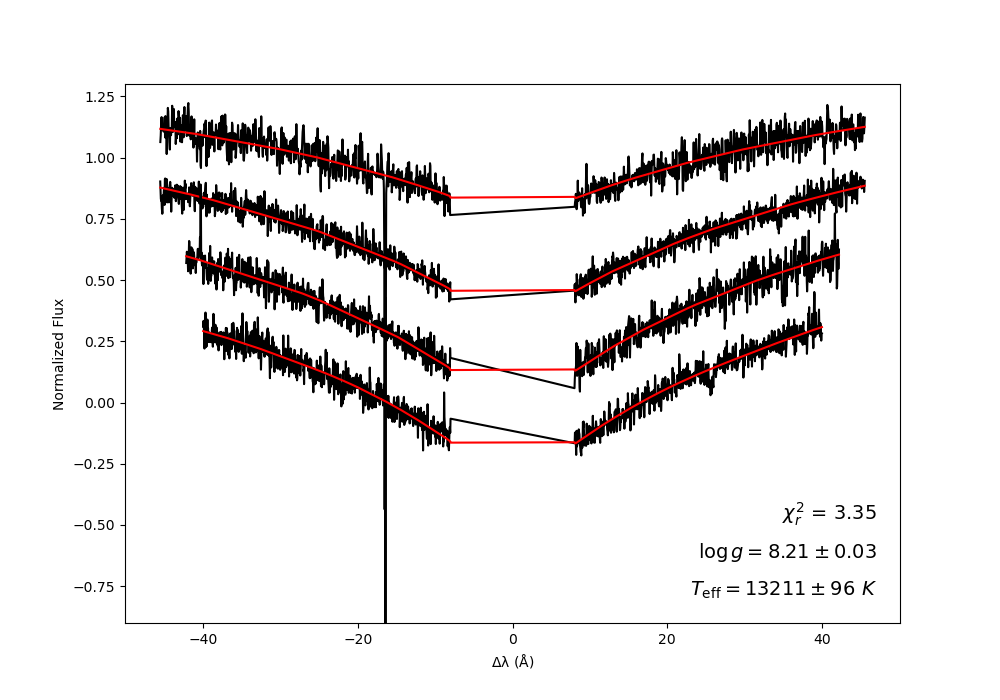 1.25
1.00
0.75
0.50
0.25
0.00
−0.25
−0.50
−0.75
Normalized Flux
χ²ᵣ = 3.35
log g = 8.21 ± 0.03
T_eff = 13211 ± 96 K
−40 −20 0 20 40
Δλ (Å)